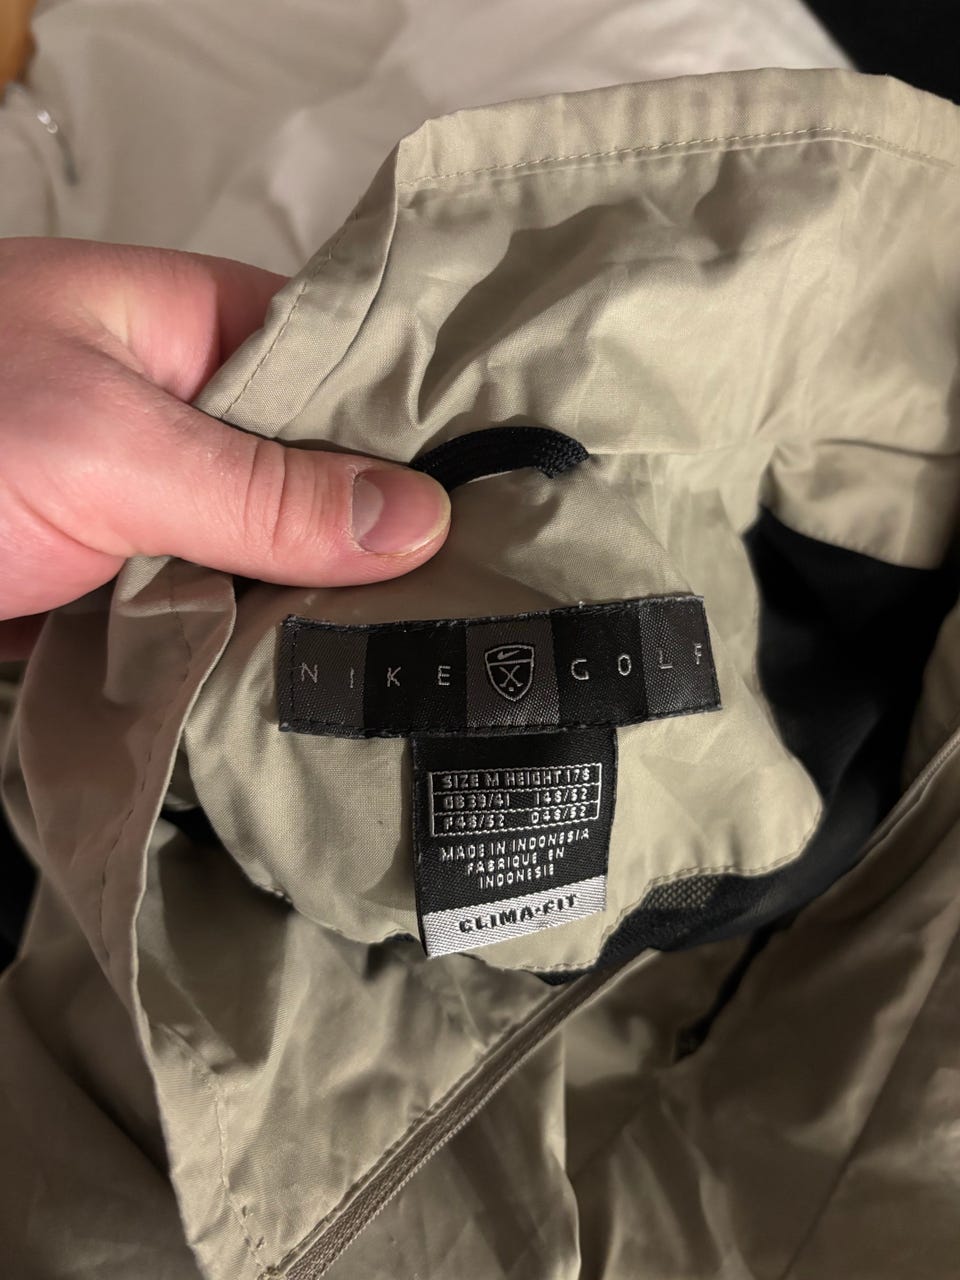 NIKE GOLF
SIZE M HEIGHT 178
GB 39/41 I 48/52
F 48/52 D 48/52
MADE IN INDONESIA
FABRIQUE EN
INDONESIE
CLIMA•FIT